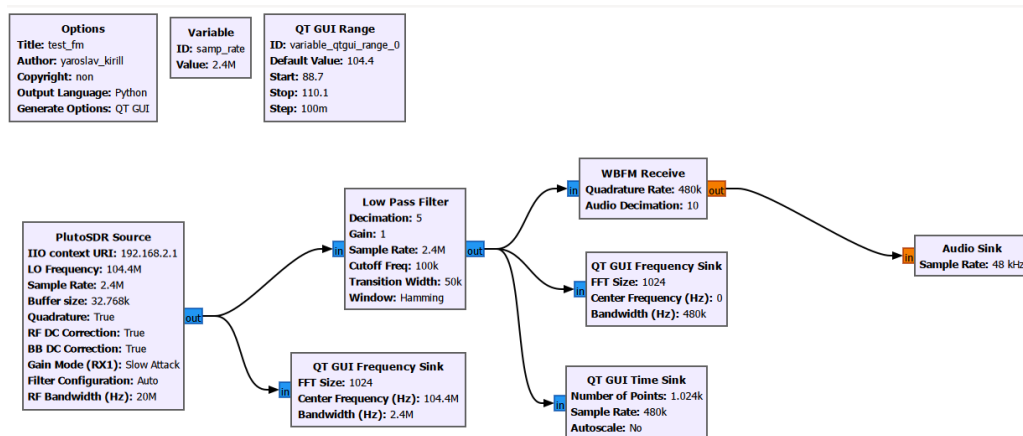 Options
Title: test_fm
Author: yaroslav_kirill
Copyright: non
Output Language: Python
Generate Options: QT GUI
Variable
ID: samp_rate
Value: 2.4M
QT GUI Range
ID: variable_qtgui_range_0
Default Value: 104.4
Start: 88.7
Stop: 110.1
Step: 100m
PlutoSDR Source
IIO context URI: 192.168.2.1
LO Frequency: 104.4M
Sample Rate: 2.4M
Buffer size: 32.768k
Quadrature: True
RF DC Correction: True
BB DC Correction: True
Gain Mode (RX1): Slow Attack
Filter Configuration: Auto
RF Bandwidth (Hz): 20M
out
in
Low Pass Filter
Decimation: 5
Gain: 1
Sample Rate: 2.4M
Cutoff Freq: 100k
Transition Width: 50k
Window: Hamming
out
in
QT GUI Frequency Sink
FFT Size: 1024
Center Frequency (Hz): 104.4M
Bandwidth (Hz): 2.4M
in
WBFM Receive
Quadrature Rate: 480k
Audio Decimation: 10
out
in
QT GUI Frequency Sink
FFT Size: 1024
Center Frequency (Hz): 0
Bandwidth (Hz): 480k
in
QT GUI Time Sink
Number of Points: 1.024k
Sample Rate: 480k
Autoscale: No
in
Audio Sink
Sample Rate: 48 kHz